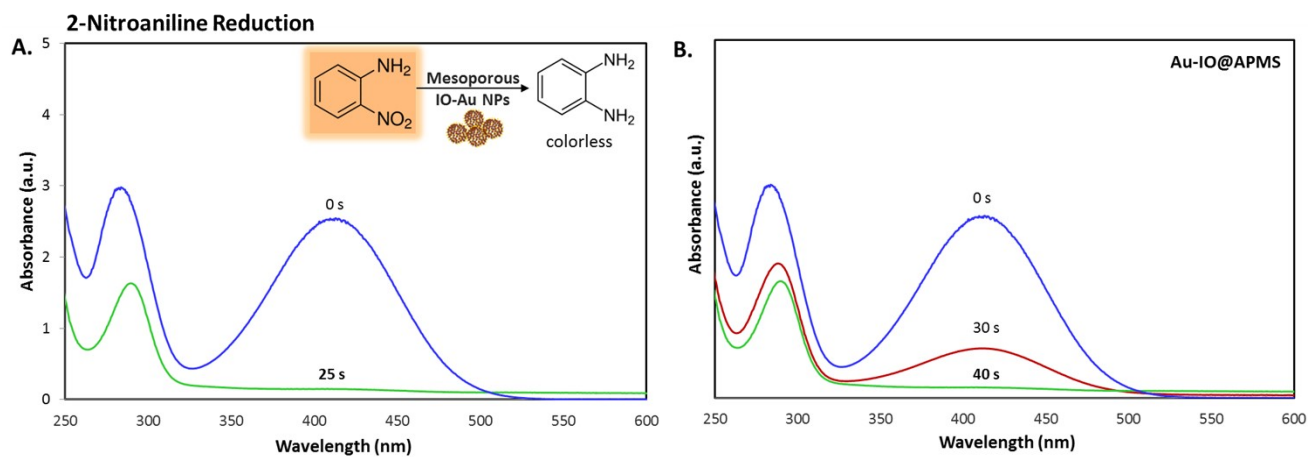 2-Nitroaniline Reduction
A.
5
4
3
2
1
0
Absorbance (a.u.)
250 300 350 400 450 500 550 600
Wavelength (nm)
NH2
NO2
Mesoporous
IO-Au NPs
NH2
NH2
colorless
0 s
25 s
B.
Au-IO@APMS
Absorbance (a.u.)
0 s
30 s
40 s
250 300 350 400 450 500 550 600
Wavelength (nm)